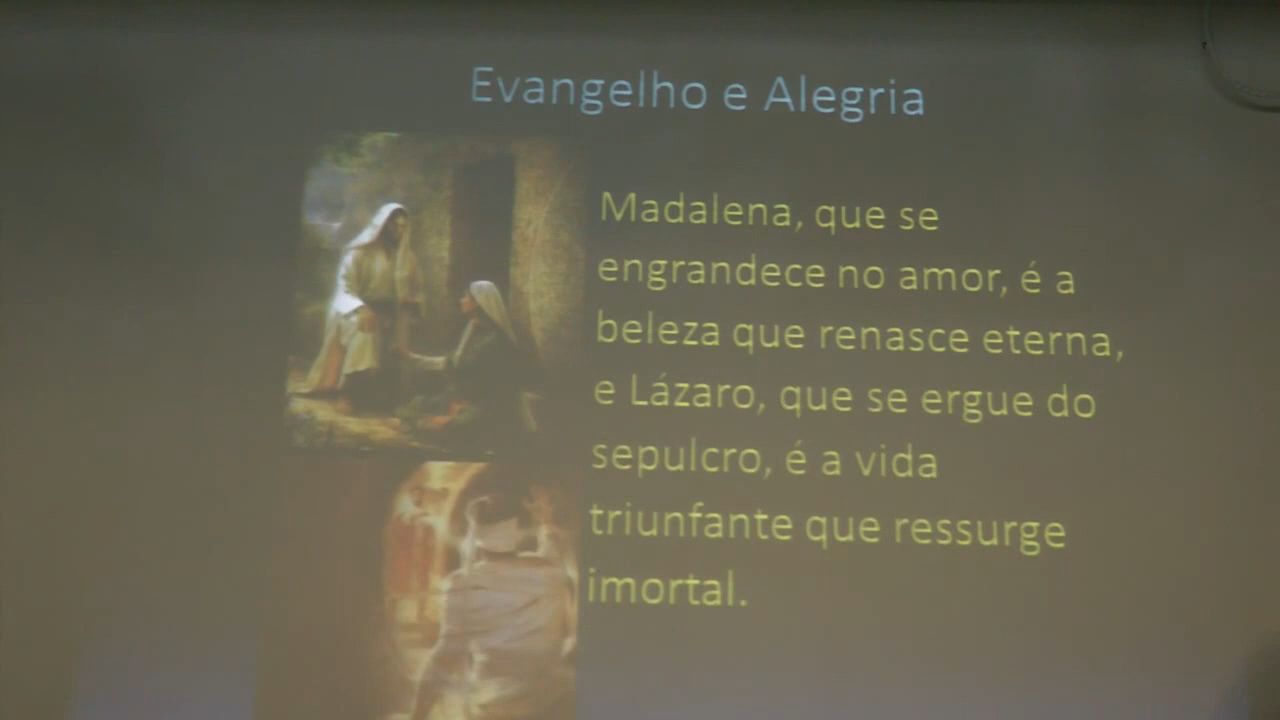 Evangelho e Alegria
Madalena, que se
engrandece no amor, é a
beleza que renasce eterna,
e Lázaro, que se ergue do
sepulcro, é a vida
triunfante que ressurge
imortal.